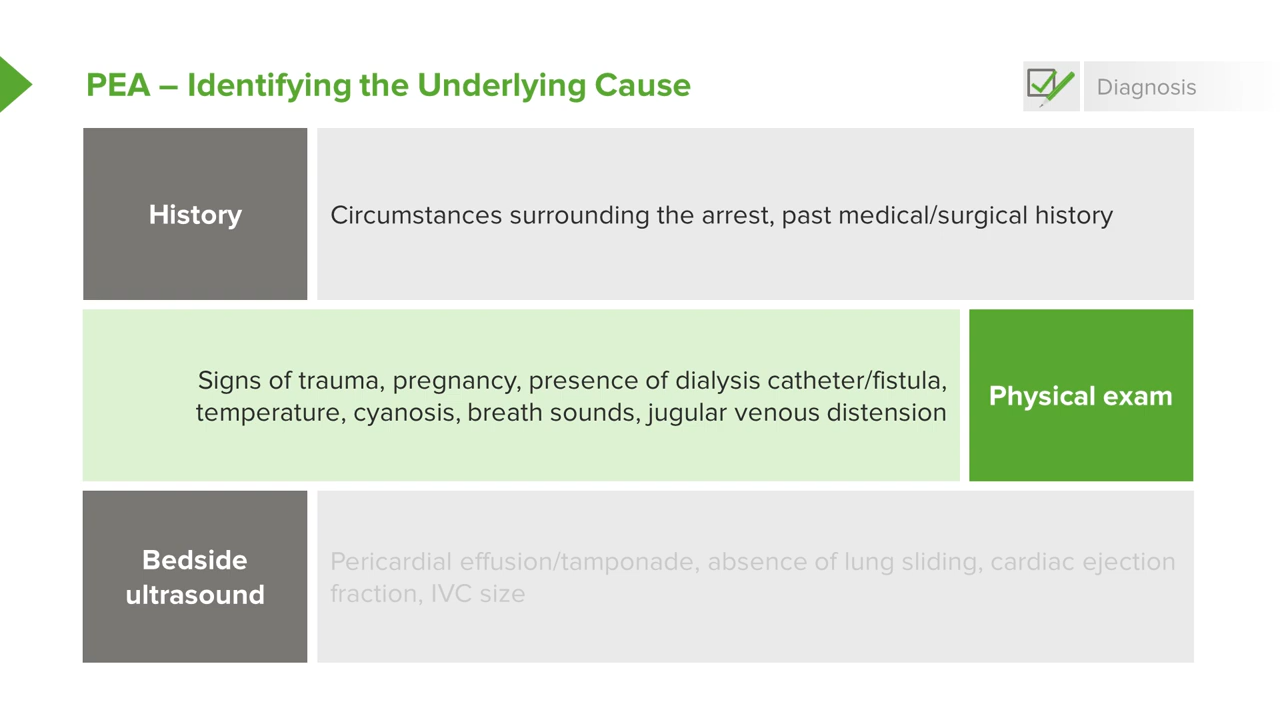 PEA – Identifying the Underlying Cause
Diagnosis
History
Circumstances surrounding the arrest, past medical/surgical history
Signs of trauma, pregnancy, presence of dialysis catheter/fistula,
temperature, cyanosis, breath sounds, jugular venous distension
Physical exam
Bedside
ultrasound
Pericardial effusion/tamponade, absence of lung sliding, cardiac ejection
fraction, IVC size